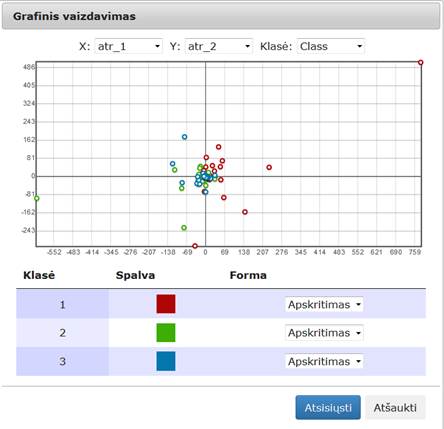 Grafinis vaizdavimas
X: atr_1 Y: atr_2 Klasė: Class
486
405
324
243
162
81
0
-81
-162
-243
-552 -483 -414 -345 -276 -207 -138 -69 0 69 138 207 276 345 414 483 552 621 690 759
Klasė Spalva Forma
1 Apskritimas
2 Apskritimas
3 Apskritimas
Atsisiųsti Atšaukti